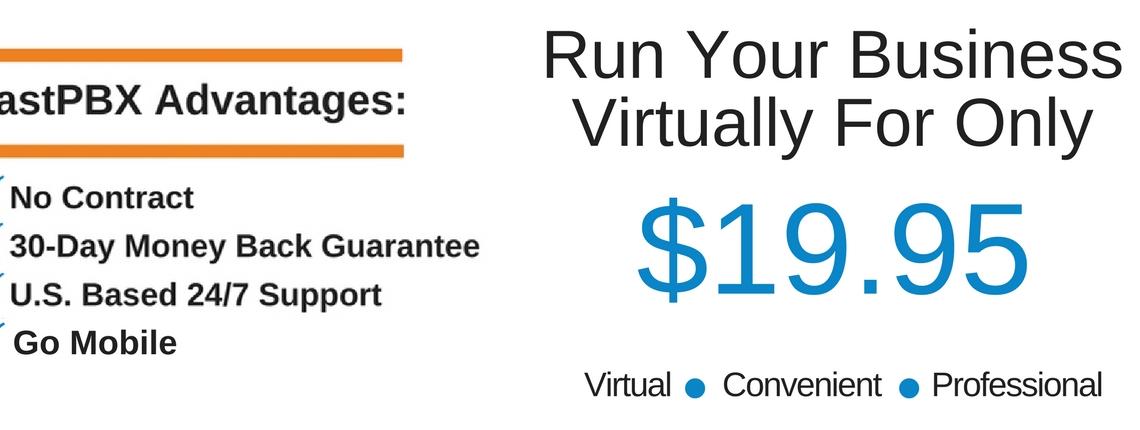 astPBX Advantages:
No Contract
30-Day Money Back Guarantee
U.S. Based 24/7 Support
Go Mobile
Run Your Business
Virtually For Only
$19.95
Virtual ● Convenient ● Professional